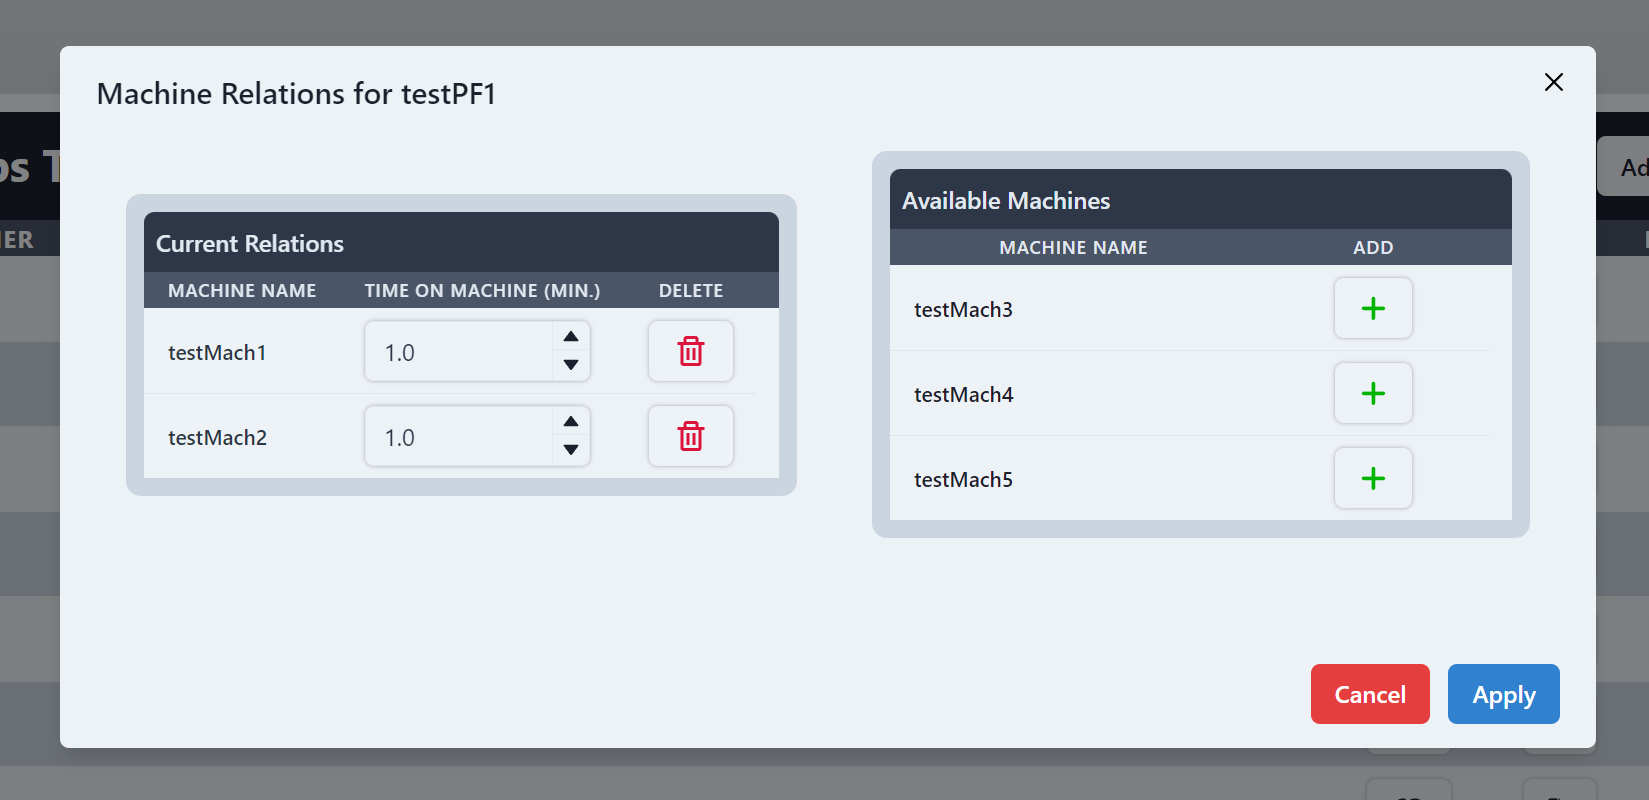 Machine Relations for testPF1
Current Relations
MACHINE NAME TIME ON MACHINE (MIN.) DELETE
testMach1 1.0
testMach2 1.0
Available Machines
MACHINE NAME ADD
testMach3
testMach4
testMach5
Cancel Apply